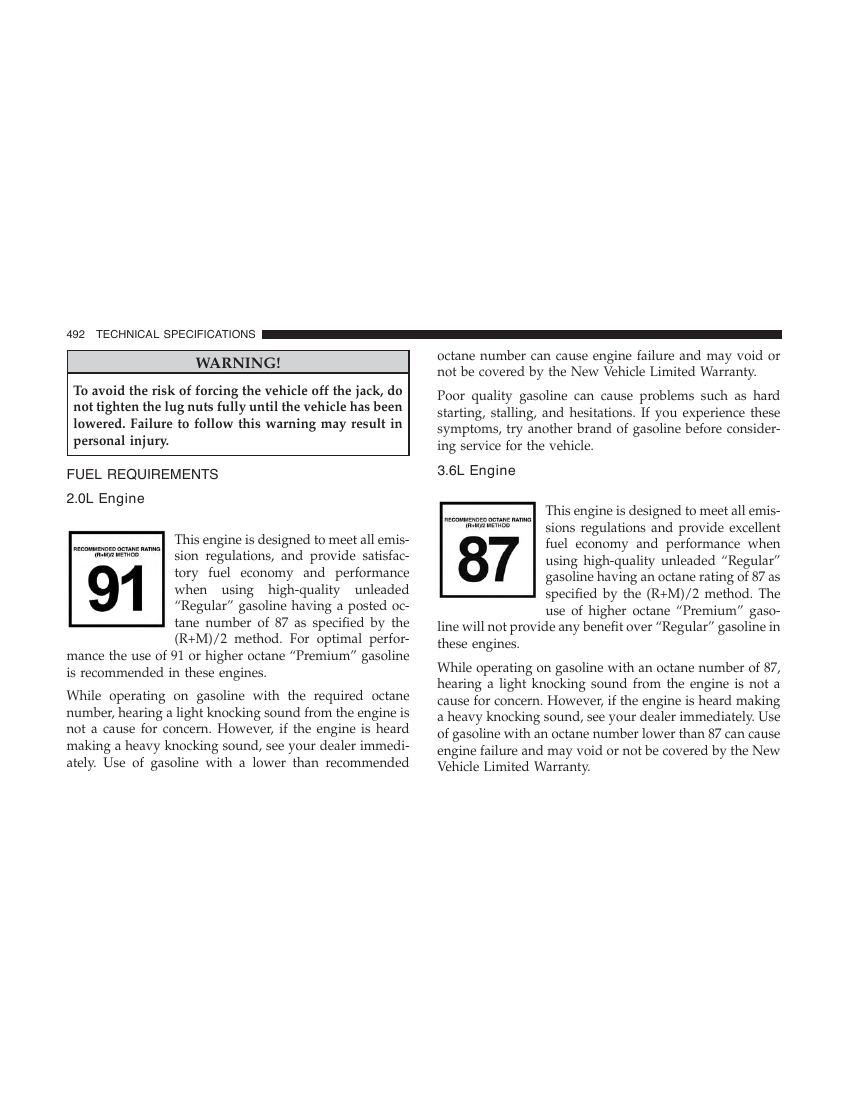 492 TECHNICAL SPECIFICATIONS
WARNING!
To avoid the risk of forcing the vehicle off the jack, do
not tighten the lug nuts fully until the vehicle has been
lowered. Failure to follow this warning may result in
personal injury.
FUEL REQUIREMENTS
2.0L Engine
RECOMMENDED OCTANE RATING
(R+M)/2 METHOD
91
This engine is designed to meet all emis-
sion regulations, and provide satisfac-
tory fuel economy and performance
when using high-quality unleaded
“Regular” gasoline having a posted oc-
tane number of 87 as specified by the
(R+M)/2 method. For optimal perfor-
mance the use of 91 or higher octane “Premium” gasoline
is recommended in these engines.
While operating on gasoline with the required octane
number, hearing a light knocking sound from the engine is
not a cause for concern. However, if the engine is heard
making a heavy knocking sound, see your dealer immedi-
ately. Use of gasoline with a lower than recommended
octane number can cause engine failure and may void or
not be covered by the New Vehicle Limited Warranty.
Poor quality gasoline can cause problems such as hard
starting, stalling, and hesitations. If you experience these
symptoms, try another brand of gasoline before consider-
ing service for the vehicle.
3.6L Engine
RECOMMENDED OCTANE RATING
(R+M)/2 METHOD
87
This engine is designed to meet all emis-
sions regulations and provide excellent
fuel economy and performance when
using high-quality unleaded “Regular”
gasoline having an octane rating of 87 as
specified by the (R+M)/2 method. The
use of higher octane “Premium” gaso-
line will not provide any benefit over “Regular” gasoline in
these engines.
While operating on gasoline with an octane number of 87,
hearing a light knocking sound from the engine is not a
cause for concern. However, if the engine is heard making
a heavy knocking sound, see your dealer immediately. Use
of gasoline with an octane number lower than 87 can cause
engine failure and may void or not be covered by the New
Vehicle Limited Warranty.